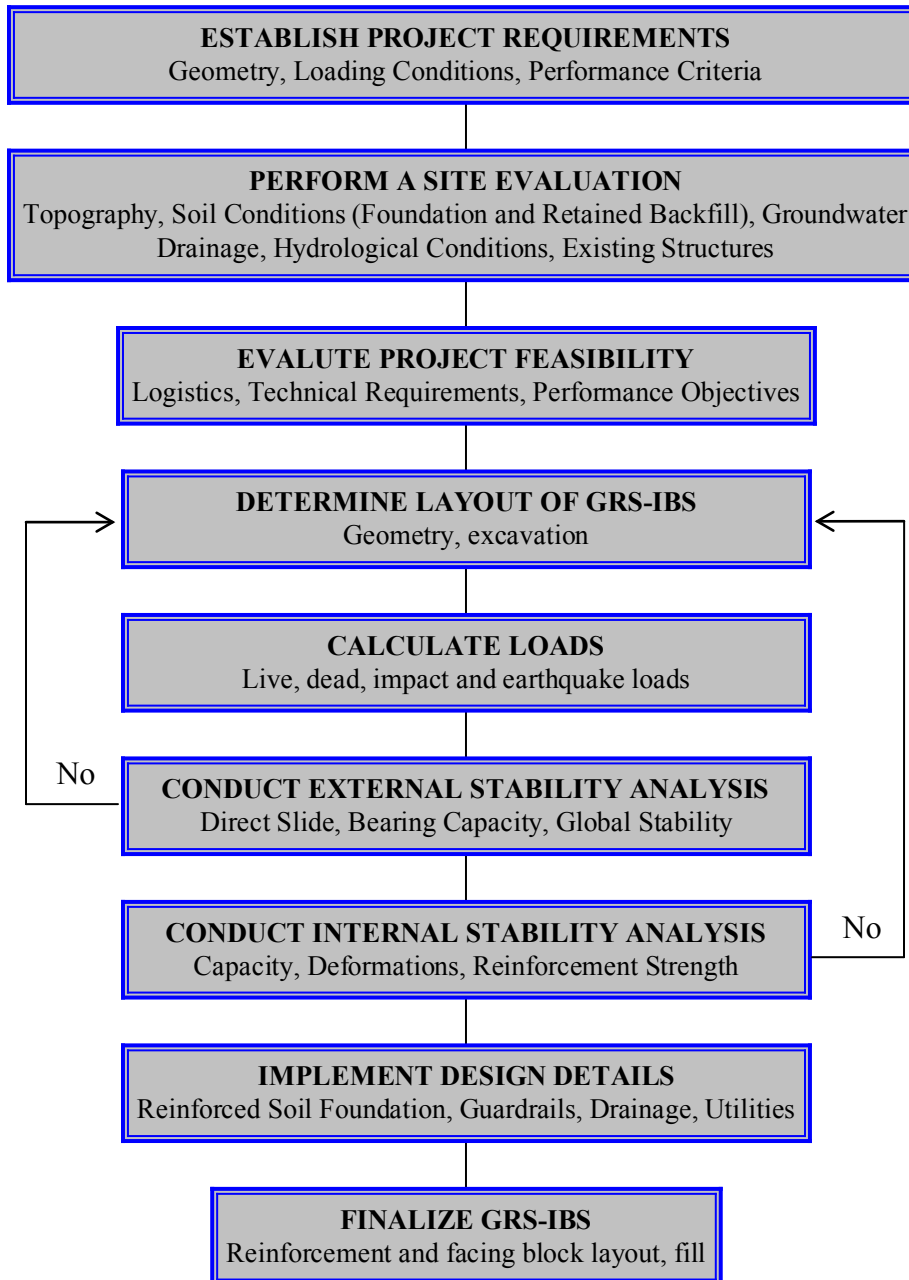 ESTABLISH PROJECT REQUIREMENTS
Geometry, Loading Conditions, Performance Criteria
PERFORM A SITE EVALUATION
Topography, Soil Conditions (Foundation and Retained Backfill), Groundwater
Drainage, Hydrological Conditions, Existing Structures
EVALUTE PROJECT FEASIBILITY
Logistics, Technical Requirements, Performance Objectives
DETERMINE LAYOUT OF GRS-IBS
Geometry, excavation
CALCULATE LOADS
Live, dead, impact and earthquake loads
No
CONDUCT EXTERNAL STABILITY ANALYSIS
Direct Slide, Bearing Capacity, Global Stability
CONDUCT INTERNAL STABILITY ANALYSIS
Capacity, Deformations, Reinforcement Strength
No
IMPLEMENT DESIGN DETAILS
Reinforced Soil Foundation, Guardrails, Drainage, Utilities
FINALIZE GRS-IBS
Reinforcement and facing block layout, fill